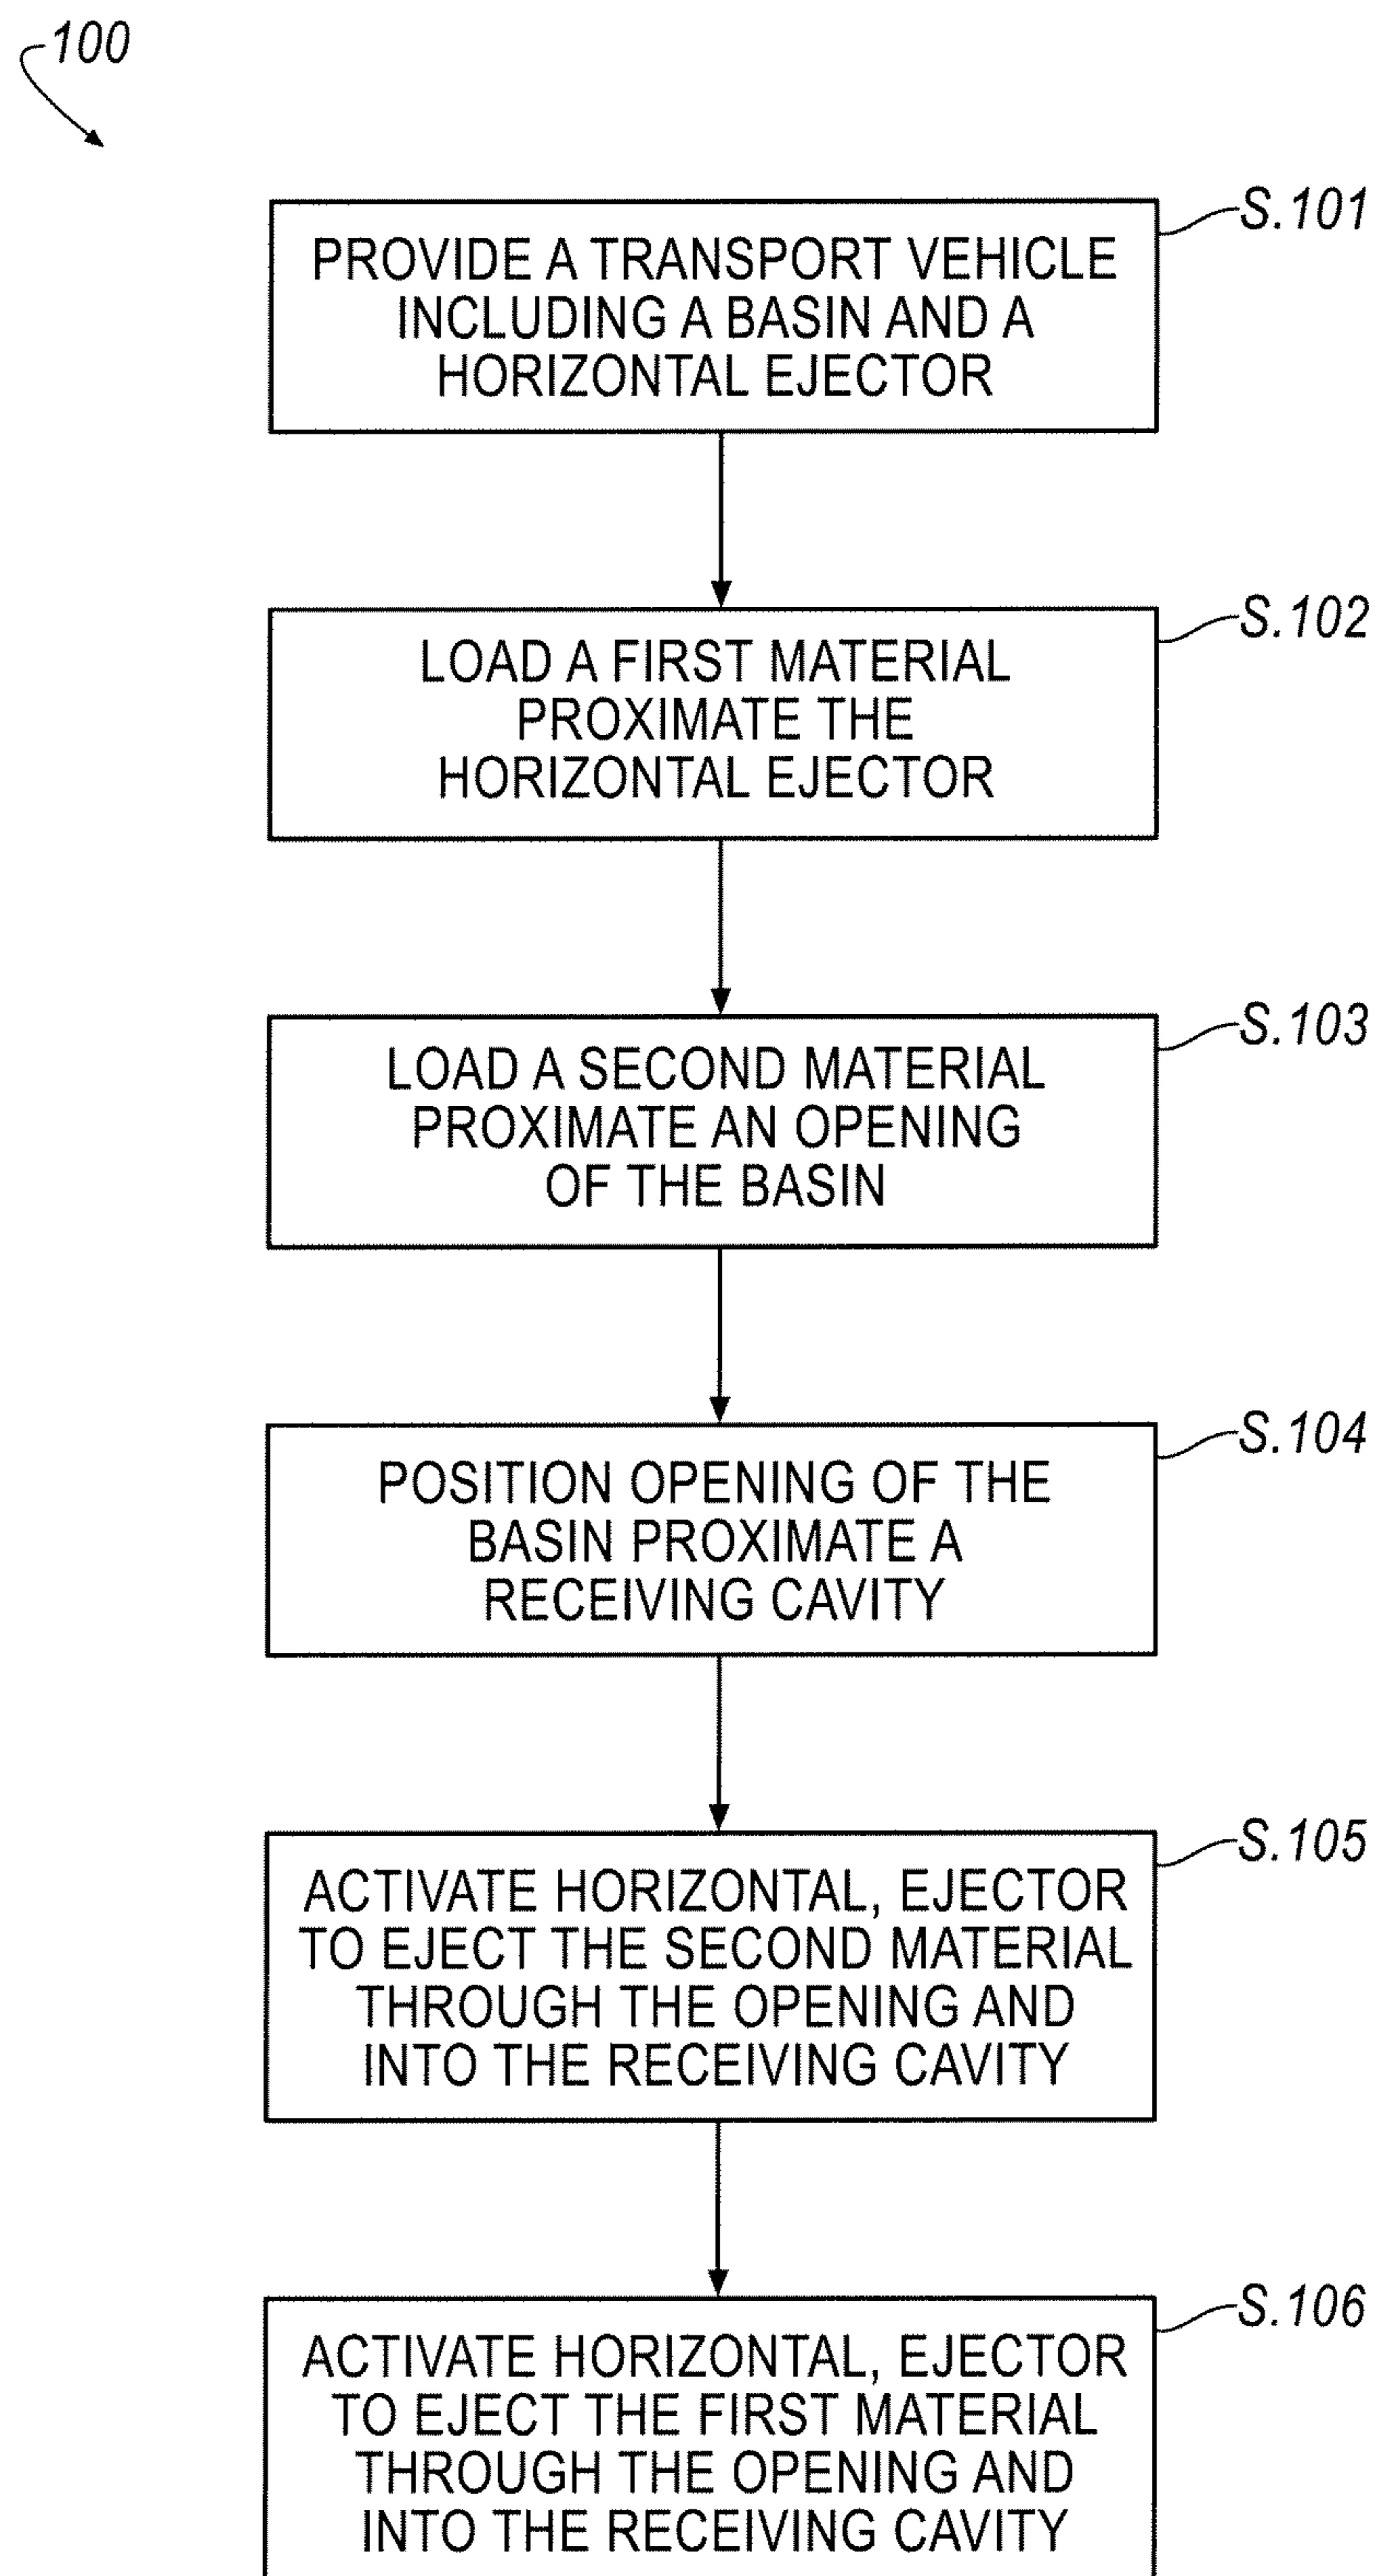 100
S.101
PROVIDE A TRANSPORT VEHICLE
INCLUDING A BASIN AND A
HORIZONTAL EJECTOR
S.102
LOAD A FIRST MATERIAL
PROXIMATE THE
HORIZONTAL EJECTOR
S.103
LOAD A SECOND MATERIAL
PROXIMATE AN OPENING
OF THE BASIN
S.104
POSITION OPENING OF THE
BASIN PROXIMATE A
RECEIVING CAVITY
S.105
ACTIVATE HORIZONTAL, EJECTOR
TO EJECT THE SECOND MATERIAL
THROUGH THE OPENING AND
INTO THE RECEIVING CAVITY
S.106
ACTIVATE HORIZONTAL, EJECTOR
TO EJECT THE FIRST MATERIAL
THROUGH THE OPENING AND
INTO THE RECEIVING CAVITY